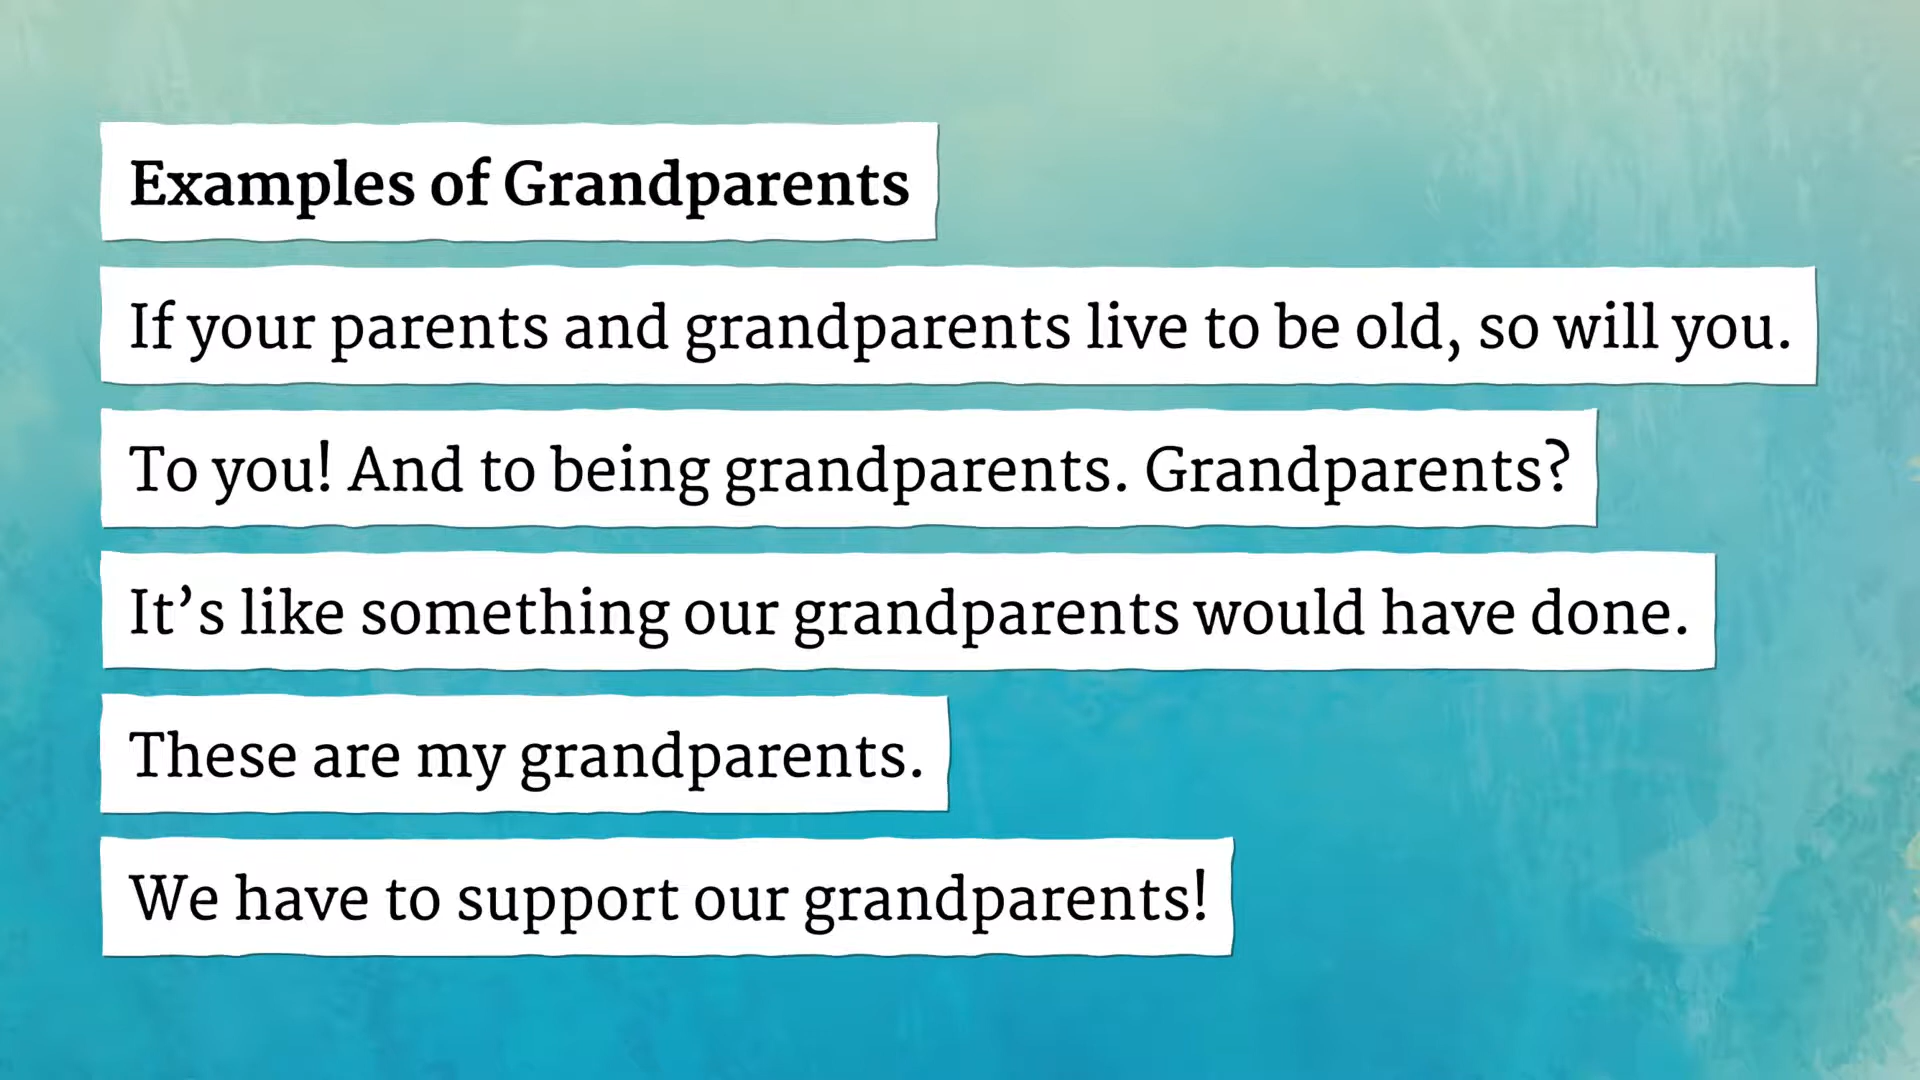 Examples of Grandparents
If your parents and grandparents live to be old, so will you.
To you! And to being grandparents. Grandparents?
It’s like something our grandparents would have done.
These are my grandparents.
We have to support our grandparents!